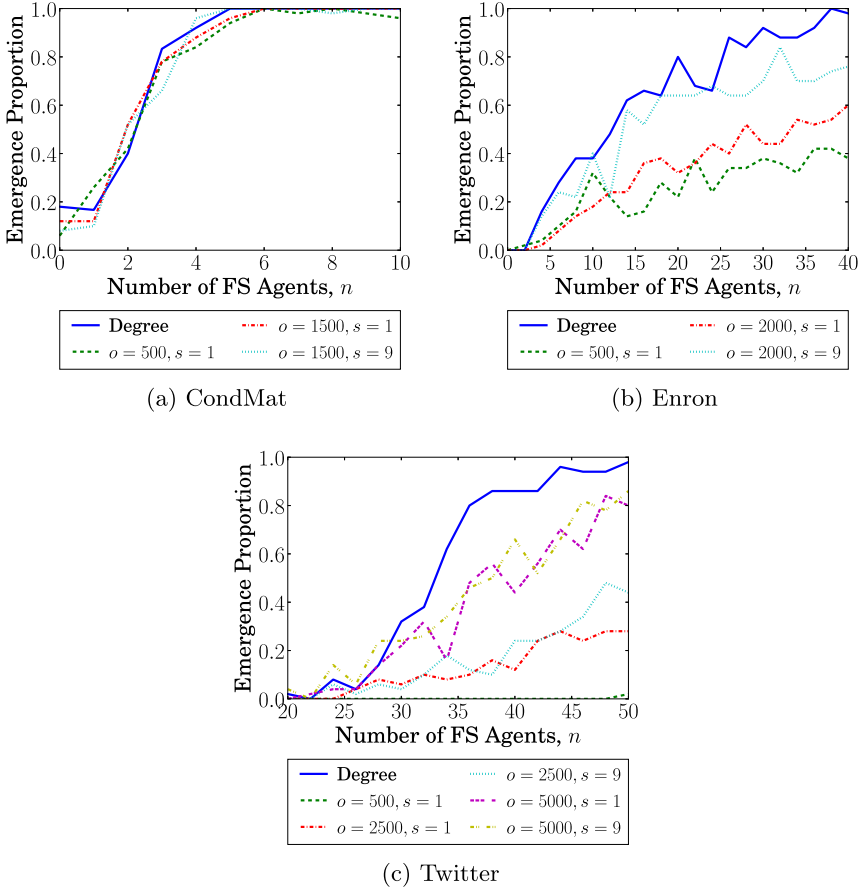 1.0
0.8
0.6
0.4
0.2
0.0
Emergence Proportion
0 2 4 6 8 10
Number of FS Agents, n
Degree
o = 500, s = 1
o = 1500, s = 1
o = 1500, s = 9
(a) CondMat
1.0
0.8
0.6
0.4
0.2
0.0
Emergence Proportion
0 5 10 15 20 25 30 35 40
Number of FS Agents, n
Degree
o = 500, s = 1
o = 2000, s = 1
o = 2000, s = 9
(b) Enron
1.0
0.8
0.6
0.4
0.2
0.0
Emergence Proportion
20 25 30 35 40 45 50
Number of FS Agents, n
Degree
o = 500, s = 1
o = 2500, s = 1
o = 2500, s = 9
o = 5000, s = 1
o = 5000, s = 9
(c) Twitter